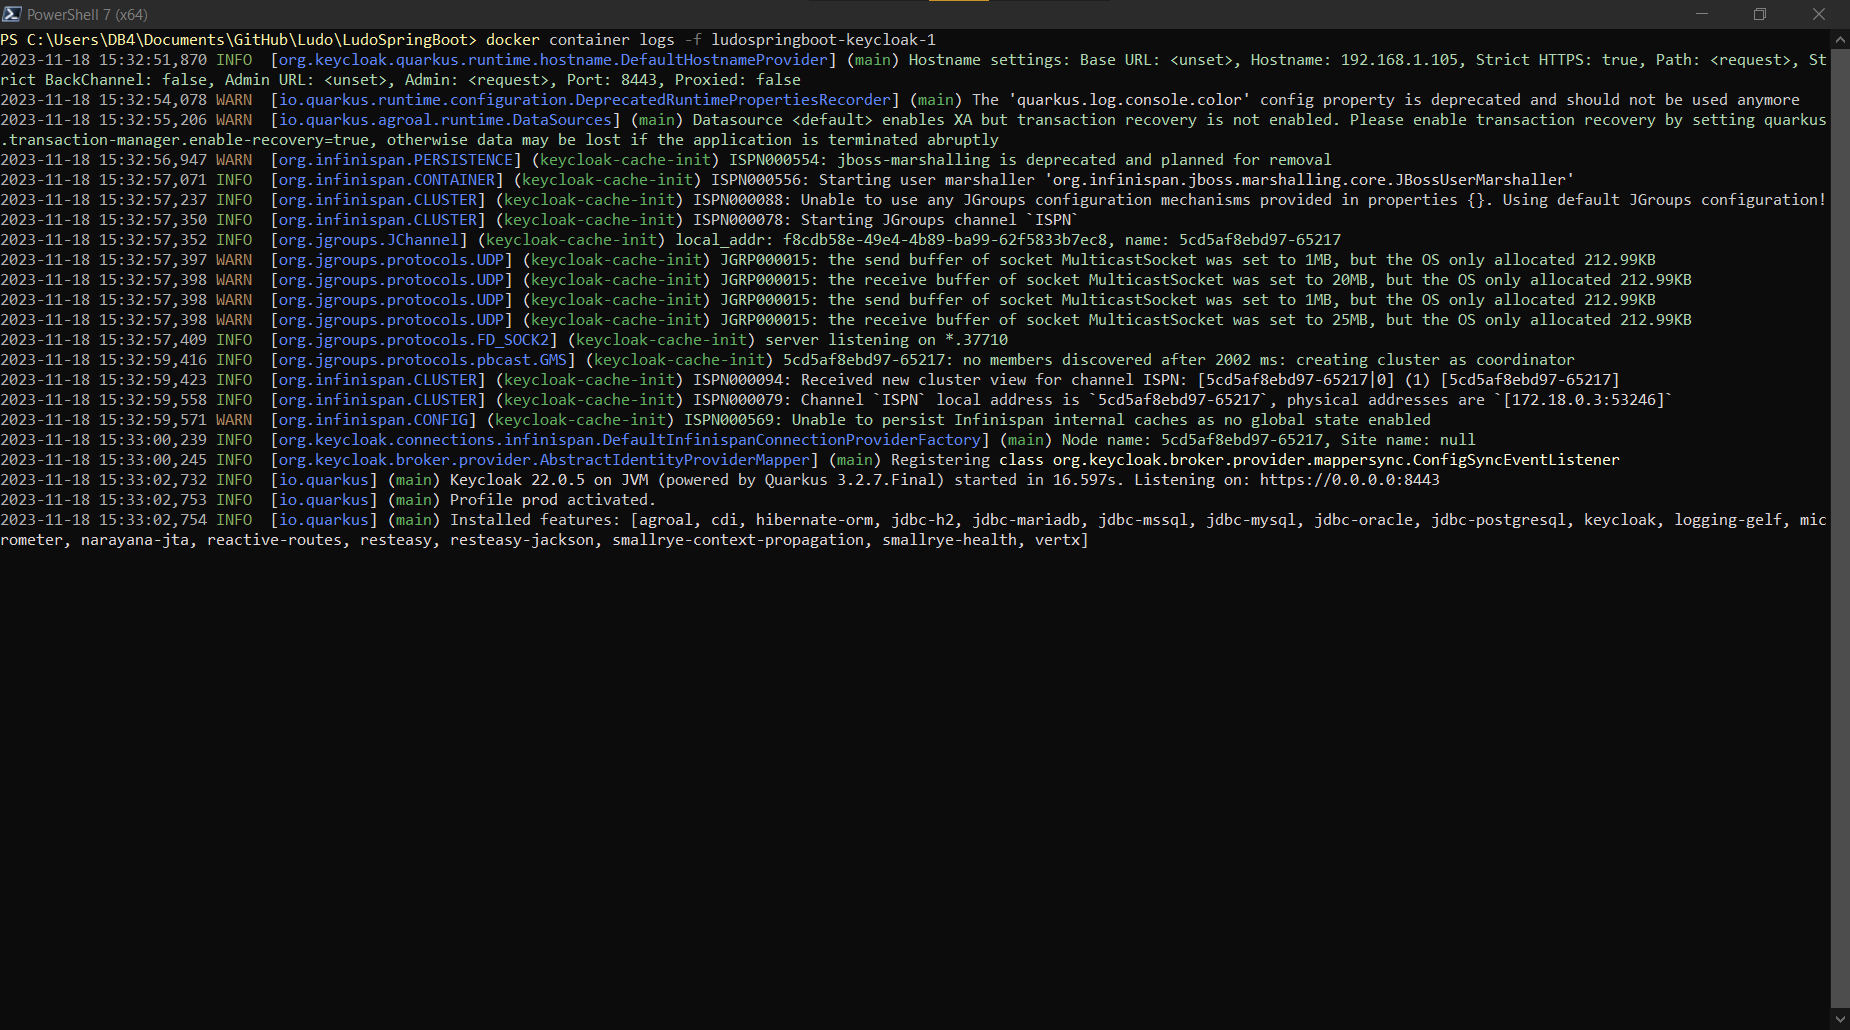 PowerShell 7 (x64)
PS C:\Users\DB4\Documents\GitHub\Ludo\LudoSpringBoot> docker container logs -f ludospringboot-keycloak-1
2023-11-18 15:32:51,870 INFO  [org.keycloak.quarkus.runtime.hostname.DefaultHostnameProvider] (main) Hostname settings: Base URL: <unset>, Hostname: 192.168.1.105, Strict HTTPS: true, Path: <request>, St
rict BackChannel: false, Admin URL: <unset>, Admin: <request>, Port: 8443, Proxied: false
2023-11-18 15:32:54,078 WARN  [io.quarkus.runtime.configuration.DeprecatedRuntimePropertiesRecorder] (main) The 'quarkus.log.console.color' config property is deprecated and should not be used anymore
2023-11-18 15:32:55,206 WARN  [io.quarkus.agroal.runtime.DataSources] (main) Datasource <default> enables XA but transaction recovery is not enabled. Please enable transaction recovery by setting quarkus
.transaction-manager.enable-recovery=true, otherwise data may be lost if the application is terminated abruptly
2023-11-18 15:32:56,947 WARN  [org.infinispan.PERSISTENCE] (keycloak-cache-init) ISPN000554: jboss-marshalling is deprecated and planned for removal
2023-11-18 15:32:57,071 INFO  [org.infinispan.CONTAINER] (keycloak-cache-init) ISPN000556: Starting user marshaller 'org.infinispan.jboss.marshalling.core.JBossUserMarshaller'
2023-11-18 15:32:57,237 INFO  [org.infinispan.CLUSTER] (keycloak-cache-init) ISPN000088: Unable to use any JGroups configuration mechanisms provided in properties {}. Using default JGroups configuration!
2023-11-18 15:32:57,350 INFO  [org.infinispan.CLUSTER] (keycloak-cache-init) ISPN000078: Starting JGroups channel `ISPN`
2023-11-18 15:32:57,352 INFO  [org.jgroups.JChannel] (keycloak-cache-init) local_addr: f8cdb58e-49e4-4b89-ba99-62f5833b7ec8, name: 5cd5af8ebd97-65217
2023-11-18 15:32:57,397 WARN  [org.jgroups.protocols.UDP] (keycloak-cache-init) JGRP000015: the send buffer of socket MulticastSocket was set to 1MB, but the OS only allocated 212.99KB
2023-11-18 15:32:57,398 WARN  [org.jgroups.protocols.UDP] (keycloak-cache-init) JGRP000015: the receive buffer of socket MulticastSocket was set to 20MB, but the OS only allocated 212.99KB
2023-11-18 15:32:57,398 WARN  [org.jgroups.protocols.UDP] (keycloak-cache-init) JGRP000015: the send buffer of socket MulticastSocket was set to 1MB, but the OS only allocated 212.99KB
2023-11-18 15:32:57,398 WARN  [org.jgroups.protocols.UDP] (keycloak-cache-init) JGRP000015: the receive buffer of socket MulticastSocket was set to 25MB, but the OS only allocated 212.99KB
2023-11-18 15:32:57,409 INFO  [org.jgroups.protocols.FD_SOCK2] (keycloak-cache-init) server listening on *.37710
2023-11-18 15:32:59,416 INFO  [org.jgroups.protocols.pbcast.GMS] (keycloak-cache-init) 5cd5af8ebd97-65217: no members discovered after 2002 ms: creating cluster as coordinator
2023-11-18 15:32:59,423 INFO  [org.infinispan.CLUSTER] (keycloak-cache-init) ISPN000094: Received new cluster view for channel ISPN: [5cd5af8ebd97-65217|0] (1) [5cd5af8ebd97-65217]
2023-11-18 15:32:59,558 INFO  [org.infinispan.CLUSTER] (keycloak-cache-init) ISPN000079: Channel `ISPN` local address is `5cd5af8ebd97-65217`, physical addresses are `[172.18.0.3:53246]`
2023-11-18 15:32:59,571 WARN  [org.infinispan.CONFIG] (keycloak-cache-init) ISPN000569: Unable to persist Infinispan internal caches as no global state enabled
2023-11-18 15:33:00,239 INFO  [org.keycloak.connections.infinispan.DefaultInfinispanConnectionProviderFactory] (main) Node name: 5cd5af8ebd97-65217, Site name: null
2023-11-18 15:33:00,245 INFO  [org.keycloak.broker.provider.AbstractIdentityProviderMapper] (main) Registering class org.keycloak.broker.provider.mappersync.ConfigSyncEventListener
2023-11-18 15:33:02,732 INFO  [io.quarkus] (main) Keycloak 22.0.5 on JVM (powered by Quarkus 3.2.7.Final) started in 16.597s. Listening on: https://0.0.0.0:8443
2023-11-18 15:33:02,753 INFO  [io.quarkus] (main) Profile prod activated.
2023-11-18 15:33:02,754 INFO  [io.quarkus] (main) Installed features: [agroal, cdi, hibernate-orm, jdbc-h2, jdbc-mariadb, jdbc-mssql, jdbc-mysql, jdbc-oracle, jdbc-postgresql, keycloak, logging-gelf, mic
rometer, narayana-jta, reactive-routes, resteasy, resteasy-jackson, smallrye-context-propagation, smallrye-health, vertx]